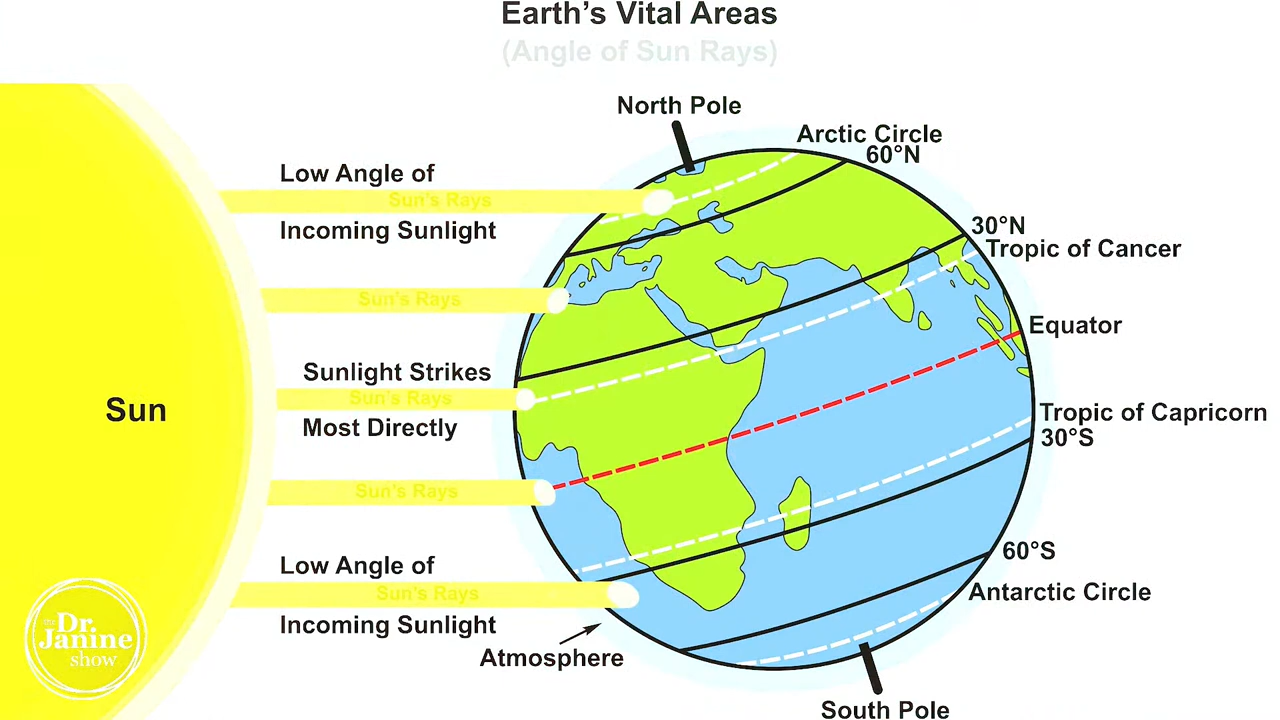 Earth's Vital Areas
(Angle of Sun Rays)
North Pole
Arctic Circle
60°N
Low Angle of
Sun's Rays
Incoming Sunlight
30°N
Tropic of Cancer
Sun's Rays
Equator
Sunlight Strikes
Sun's Rays
Most Directly
Sun
Tropic of Capricorn
30°S
Sun's Rays
60°S
Low Angle of
Sun's Rays
Incoming Sunlight
Antarctic Circle
Atmosphere
South Pole
the
Dr.
Janine
show